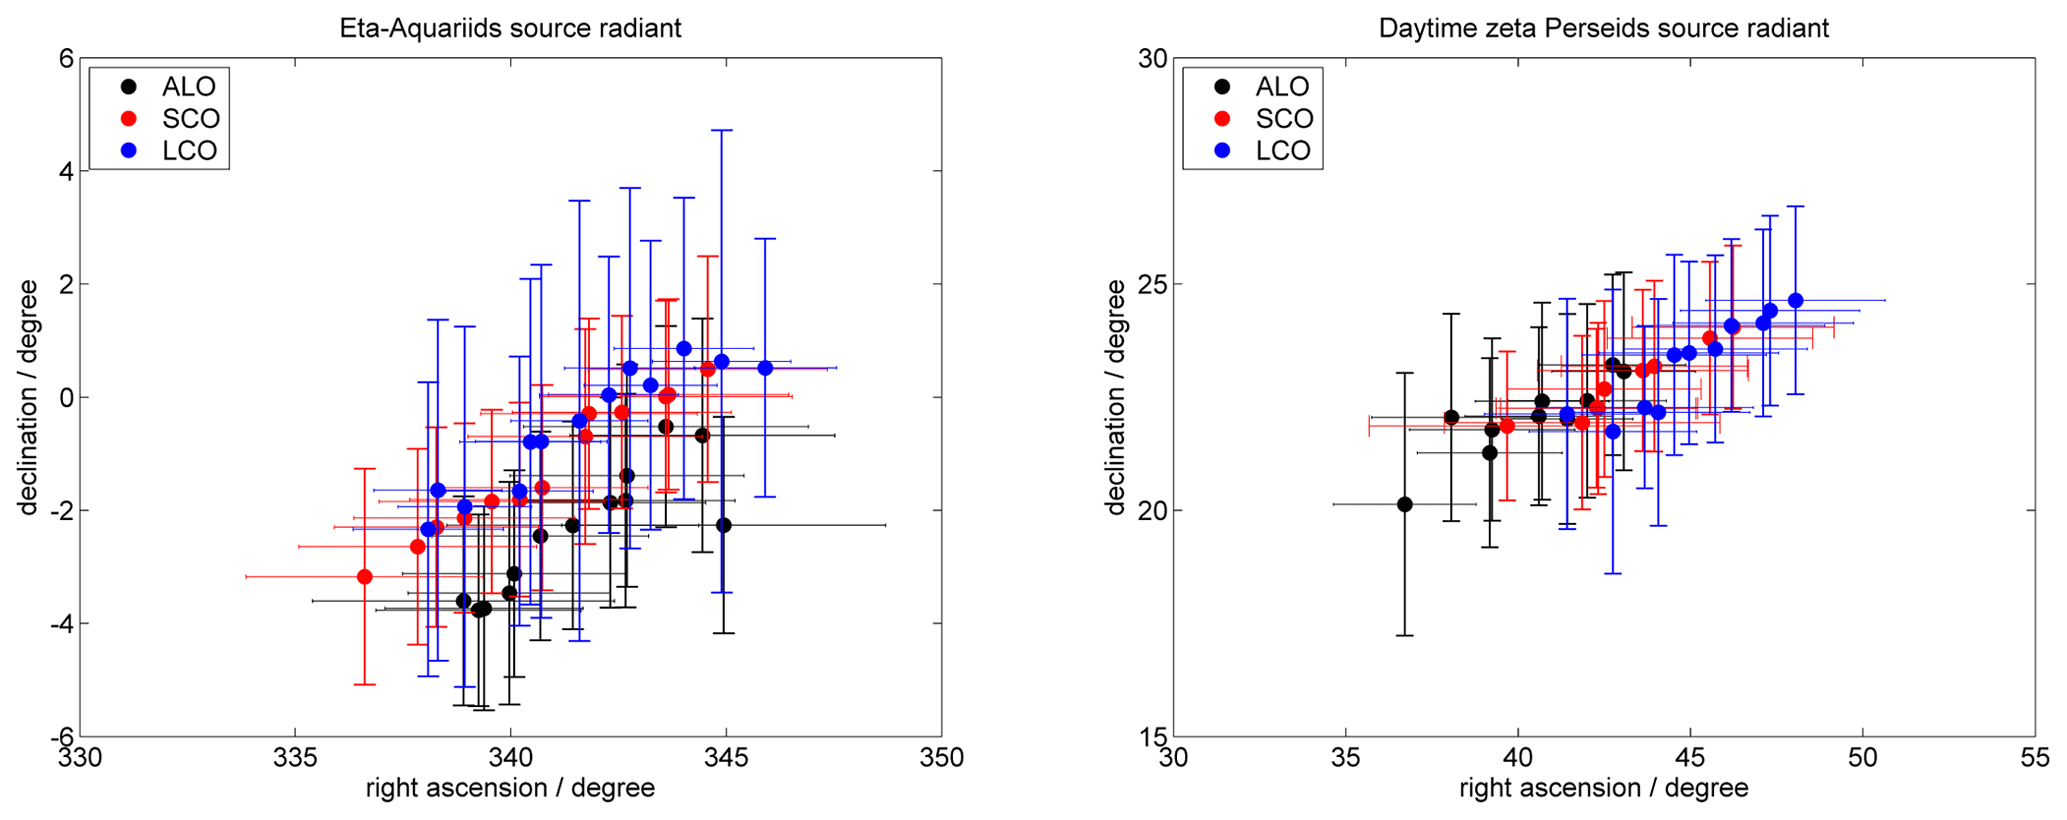 Eta-Aquariids source radiant
6
4
2
0
-2
-4
-6
declination / degree
ALO
SCO
LCO
330
335
340
345
350
right ascension / degree
Daytime zeta Perseids source radiant
30
25
20
15
declination / degree
ALO
SCO
LCO
30
35
40
45
50
55
right ascension / degree